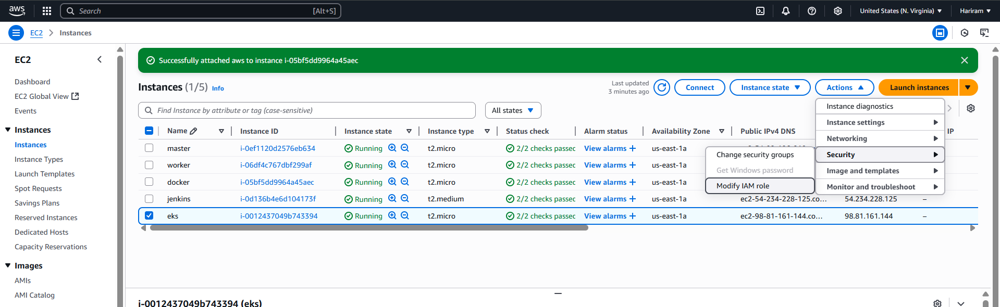 aws Search [Alt+S] United States (N. Virginia) Hariram
EC2 Instances
EC2
Dashboard
EC2 Global View
Events
Instances
Instances
Instance Types
Launch Templates
Spot Requests
Savings Plans
Reserved Instances
Dedicated Hosts
Capacity Reservations
Images
AMIs
AMI Catalog
Successfully attached aws to instance i-05bf5dd9964a45aec
Instances (1/5) Info
Last updated
3 minutes ago
Connect Instance state Actions Launch instances
Find Instance by attribute or tag (case-sensitive) All states
Name Instance ID Instance state Instance type Status check Alarm status Availability Zone Public IPv4 DNS IP
master i-0ef1120d2576eb634 Running t2.micro 2/2 checks passed View alarms us-east-1a
worker i-06df4c767dbf299af Running t2.micro 2/2 checks passed View alarms us-east-1a
docker i-05bf5dd9964a45aec Running t2.micro 2/2 checks passed View alarms us-east-1a
jenkins i-0d136b4e6d104173f Running t2.medium 2/2 checks passed View alarms us-east-1a ec2-54-234-228-125.co... 54.234.228.125 –
eks i-0012437049b743394 Running t2.micro 2/2 checks passed View alarms us-east-1a ec2-98-81-161-144.co... 98.81.161.144 –
Instance diagnostics
Instance settings
Networking
Security
Image and templates
Monitor and troubleshoot
Change security groups
Get Windows password
Modify IAM role
i-0012437049b743394 (eks)